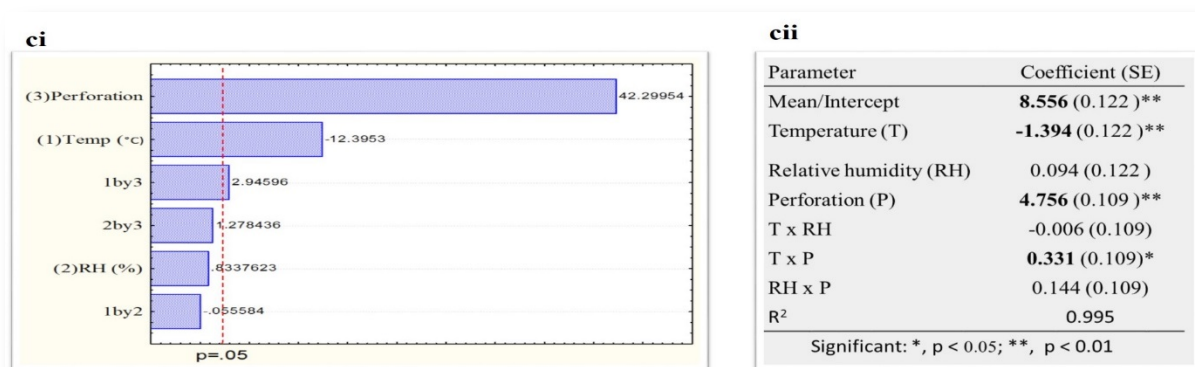 ci
(3)Perforation
42.29954
(1)Temp (°c)
-12.3953
1by3
2.94596
2by3
1.278436
(2)RH (%)
.8337623
1by2
-.055584
p=.05
cii
Parameter Coefficient (SE)
Mean/Intercept 8.556 (0.122 )**
Temperature (T) -1.394 (0.122 )**
Relative humidity (RH) 0.094 (0.122 )
Perforation (P) 4.756 (0.109 )**
T x RH -0.006 (0.109)
T x P 0.331 (0.109)*
RH x P 0.144 (0.109)
R² 0.995
Significant: *, p < 0.05; **, p < 0.01